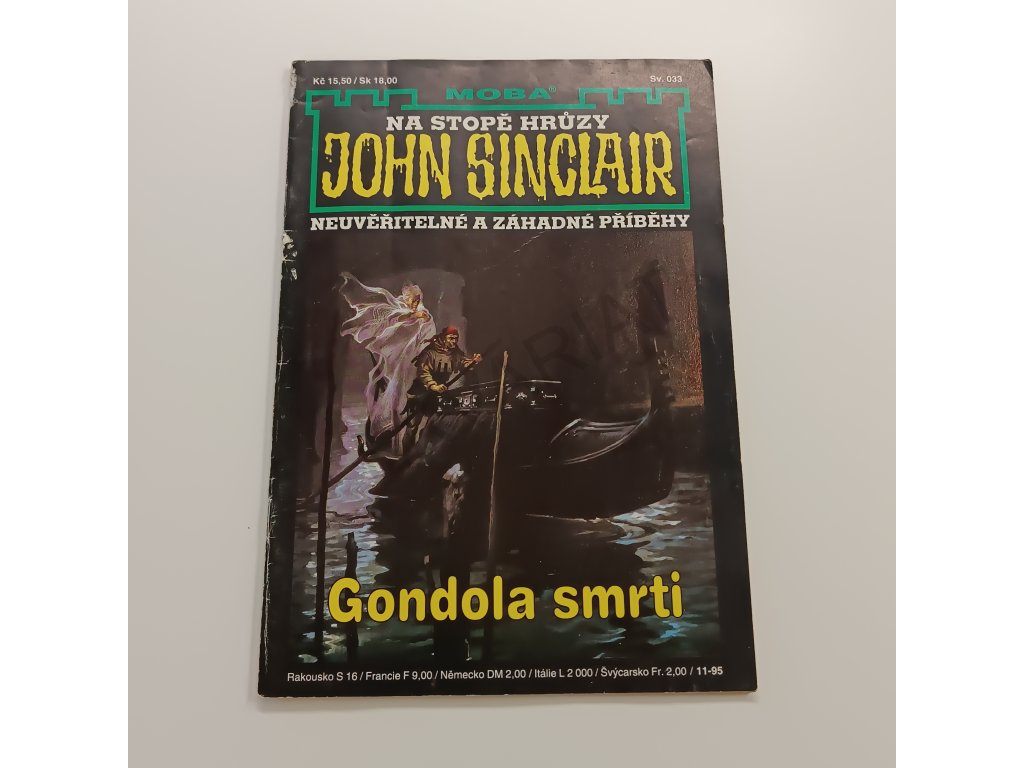 Kč 15,50 / Sk 18,00
Sv. 033
MOBA®
NA STOPĚ HRŮZY
JOHN SINCLAIR
NEUVĚŘITELNÉ A ZÁHADNÉ PŘÍBĚHY
Gondola smrti
Rakousko S 16 / Francie F 9,00 / Německo DM 2,00 / Itálie L 2 000 / Švýcarsko Fr. 2,00 / 11-95